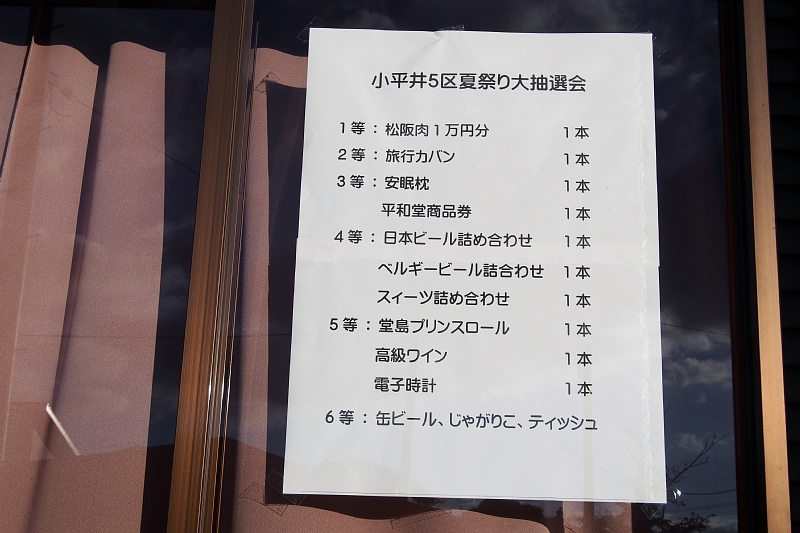 小平井5区夏祭り大抽選会
1等：松阪肉1万円分 1本
2等：旅行カバン 1本
3等：安眠枕 1本
平和堂商品券 1本
4等：日本ビール詰め合わせ 1本
ベルギービール詰合わせ 1本
スィーツ詰め合わせ 1本
5等：堂島プリンスロール 1本
高級ワイン 1本
電子時計 1本
6等：缶ビール、じゃがりこ、ティッシュ